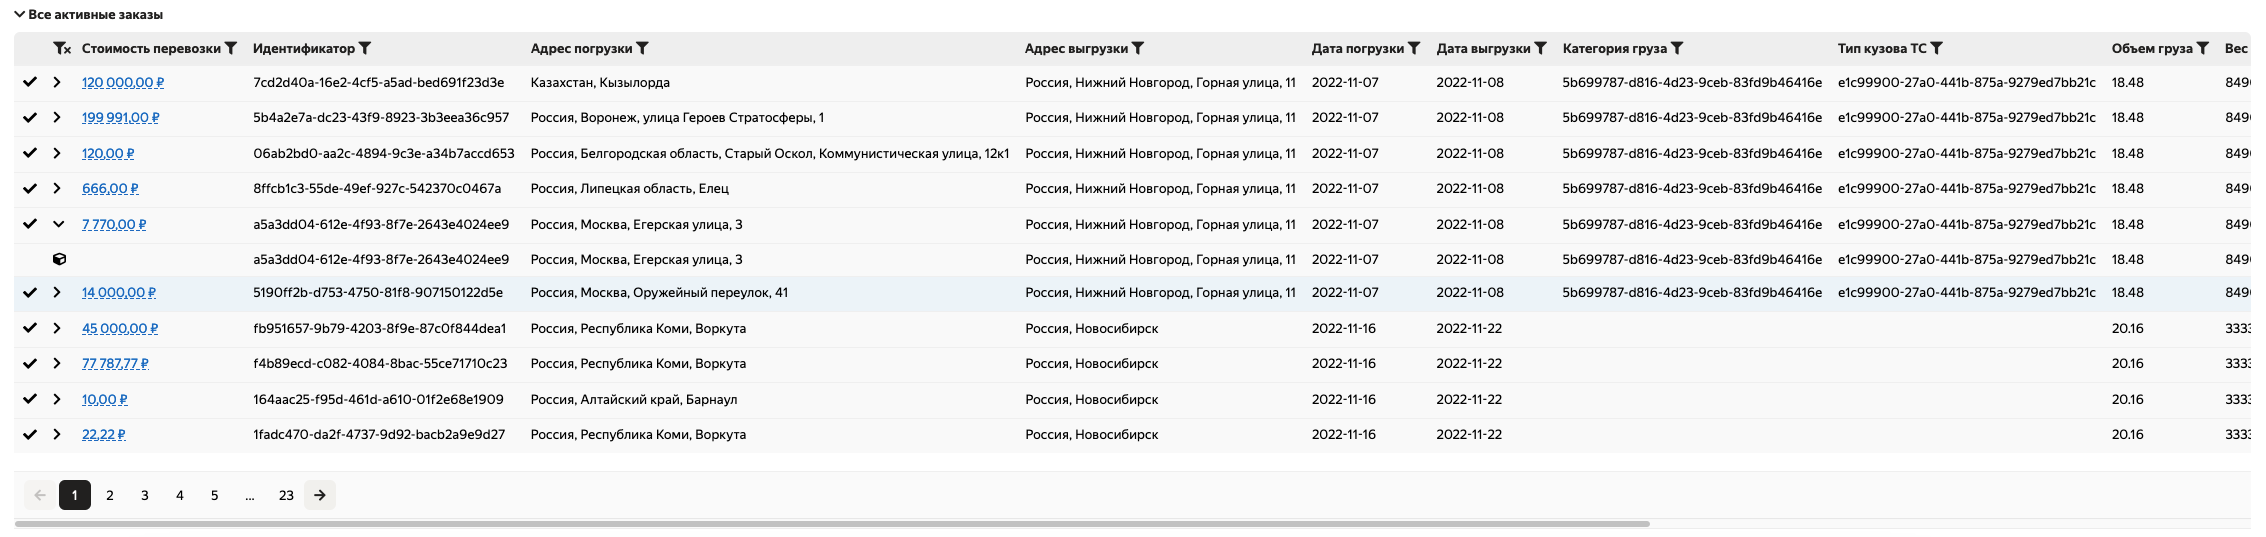 Все активные заказы
Стоимость перевозки Идентификатор Адрес погрузки Адрес выгрузки Дата погрузки Дата выгрузки Категория груза Тип кузова ТС Объем груза Вес
120 000,00 ₽ 7cd2d40a-16e2-4cf5-a5ad-bed691f23d3e Казахстан, Кызылорда Россия, Нижний Новгород, Горная улица, 11 2022-11-07 2022-11-08 5b699787-d816-4d23-9ceb-83fd9b46416e e1c99900-27a0-441b-875a-9279ed7bb21c 18.48
199 991,00 ₽ 5b4a2e7a-dc23-43f9-8923-3b3eea36c957 Россия, Воронеж, улица Героев Стратосферы, 1 Россия, Нижний Новгород, Горная улица, 11 2022-11-07 2022-11-08 5b699787-d816-4d23-9ceb-83fd9b46416e e1c99900-27a0-441b-875a-9279ed7bb21c 18.48
120,00 ₽ 06ab2bd0-aa2c-4894-9c3e-a34b7accd653 Россия, Белгородская область, Старый Оскол, Коммунистическая улица, 12к1 Россия, Нижний Новгород, Горная улица, 11 2022-11-07 2022-11-08 5b699787-d816-4d23-9ceb-83fd9b46416e e1c99900-27a0-441b-875a-9279ed7bb21c 18.48
666,00 ₽ 8ffcb1c3-55de-49ef-927c-542370c0467a Россия, Липецкая область, Елец Россия, Нижний Новгород, Горная улица, 11 2022-11-07 2022-11-08 5b699787-d816-4d23-9ceb-83fd9b46416e e1c99900-27a0-441b-875a-9279ed7bb21c 18.48
7 770,00 ₽ a5a3dd04-612e-4f93-8f7e-2643e4024ee9 Россия, Москва, Егерская улица, 3 Россия, Нижний Новгород, Горная улица, 11 2022-11-07 2022-11-08 5b699787-d816-4d23-9ceb-83fd9b46416e e1c99900-27a0-441b-875a-9279ed7bb21c 18.48
a5a3dd04-612e-4f93-8f7e-2643e4024ee9 Россия, Москва, Егерская улица, 3 Россия, Нижний Новгород, Горная улица, 11 2022-11-07 2022-11-08 5b699787-d816-4d23-9ceb-83fd9b46416e e1c99900-27a0-441b-875a-9279ed7bb21c 18.48
14 000,00 ₽ 5190ff2b-d753-4750-81f8-907150122d5e Россия, Москва, Оружейный переулок, 41 Россия, Нижний Новгород, Горная улица, 11 2022-11-07 2022-11-08 5b699787-d816-4d23-9ceb-83fd9b46416e e1c99900-27a0-441b-875a-9279ed7bb21c 18.48
45 000,00 ₽ fb951657-9b79-4203-8f9e-87c0f844dea1 Россия, Республика Коми, Воркута Россия, Новосибирск 2022-11-16 2022-11-22 20.16
77 787,77 ₽ f4b89ecd-c082-4084-8bac-55ce71710c23 Россия, Республика Коми, Воркута Россия, Новосибирск 2022-11-16 2022-11-22 20.16
10,00 ₽ 164aac25-f95d-461d-a610-01f2e68e1909 Россия, Алтайский край, Барнаул Россия, Новосибирск 2022-11-16 2022-11-22 20.16
22,22 ₽ 1fadc470-da2f-4737-9d92-bacb2a9e9d27 Россия, Республика Коми, Воркута Россия, Новосибирск 2022-11-16 2022-11-22 20.16
1 2 3 4 5 ... 23